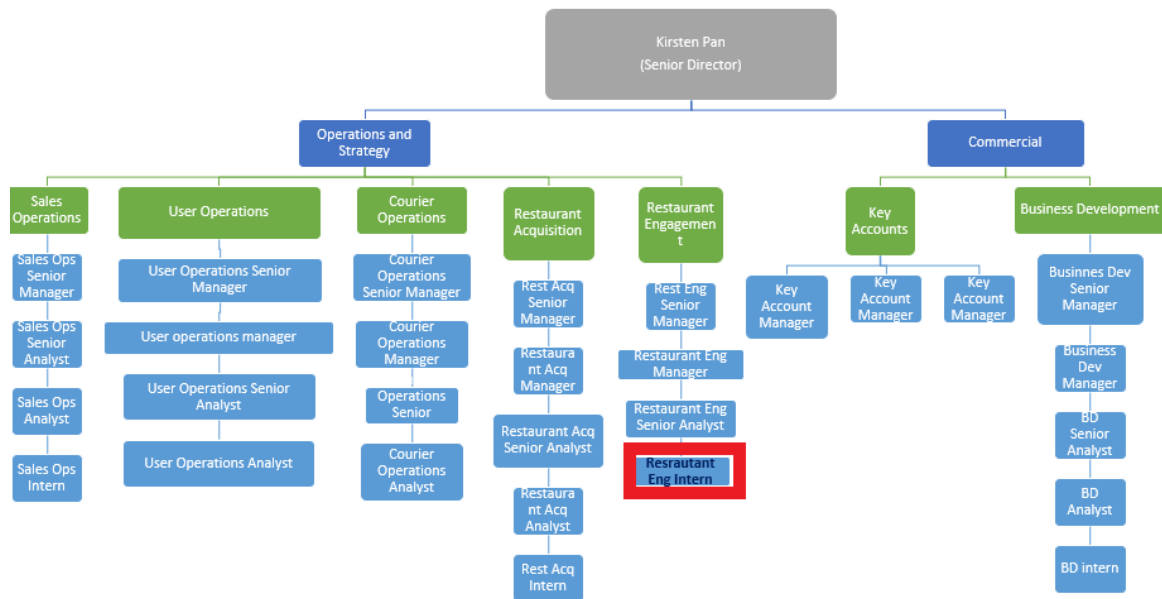 Kirsten Pan
(Senior Director)
Operations and
Strategy
Commercial
Sales
Operations
User Operations
Courier
Operations
Restaurant
Acquisition
Restaurant
Engagemen
t
Key
Accounts
Business Development
Sales Ops
Senior
Manager
Sales Ops
Senior
Analyst
Sales Ops
Analyst
Sales Ops
Intern
User Operations Senior
Manager
User operations manager
User Operations Senior
Analyst
User Operations Analyst
Courier
Operations
Senior Manager
Courier
Operations
Manager
Operations
Senior
Courier
Operations
Analyst
Rest Acq
Senior
Manager
Restaura
nt Acq
Manager
Restaurant Acq
Senior Analyst
Restaura
nt Acq
Analyst
Rest Acq
Intern
Rest Eng
Senior
Manager
Restaurant Eng
Manager
Restaurant Eng
Senior Analyst
Resrautant
Eng Intern
Key
Account
Manager
Key
Account
Manager
Key
Account
Manager
Businnes Dev
Senior
Manager
Business
Dev
Manager
BD
Senior
Analyst
BD
Analyst
BD intern